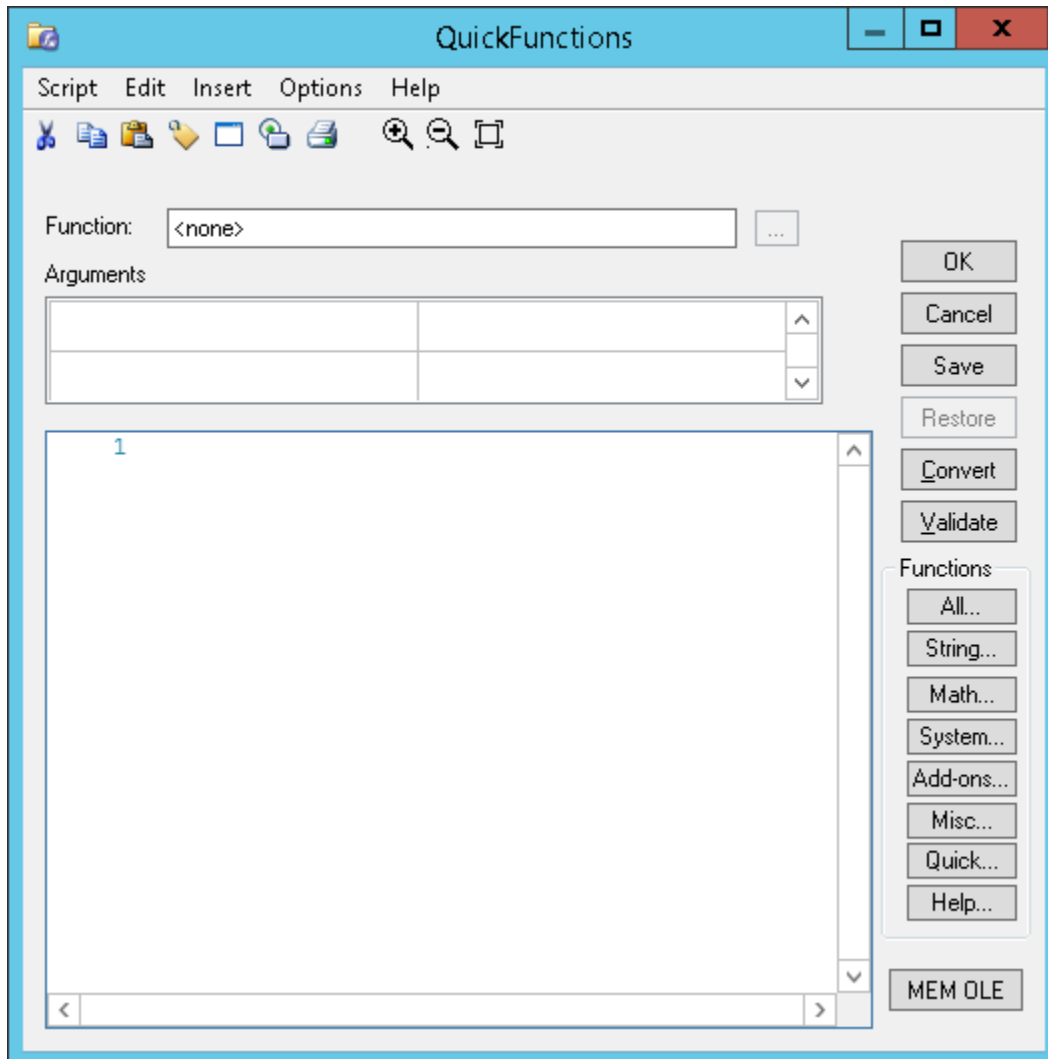 QuickFunctions
Script Edit Insert Options Help
Function: <none> ...
Arguments
OK
Cancel
Save
Restore
Convert
Validate
1
Functions
All...
String...
Math...
System...
Add-ons...
Misc...
Quick...
Help...
MEM OLE